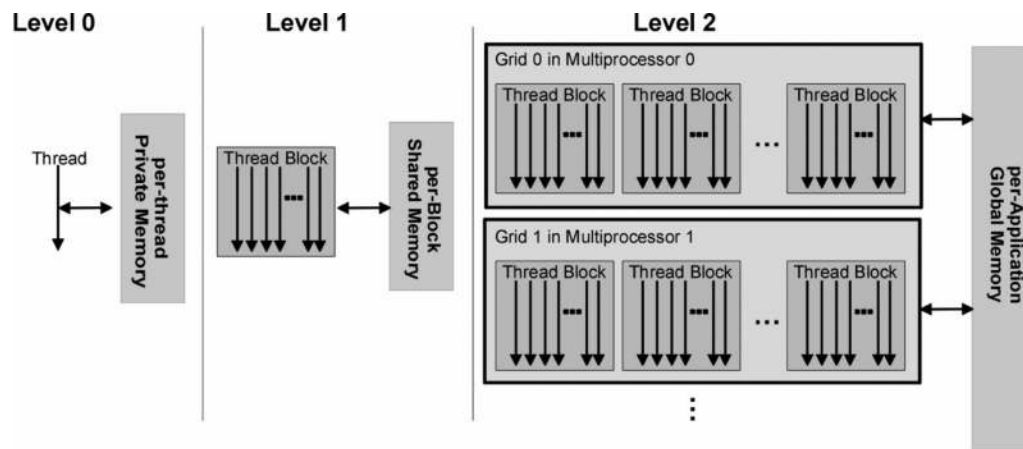 Level 0
Level 1
Level 2
Thread
per-thread
Private Memory
Thread Block
...
per-Block
Shared Memory
Grid 0 in Multiprocessor 0
Thread Block
...
Thread Block
...
...
Thread Block
...
Grid 1 in Multiprocessor 1
Thread Block
...
Thread Block
...
...
Thread Block
...
per-Application
Global Memory